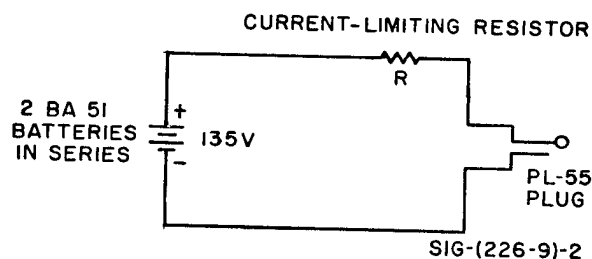 CURRENT-LIMITING RESISTOR
R
2 BA 51
BATTERIES
IN SERIES
+
135V
-
PL-55
PLUG
SIG-(226-9)-2